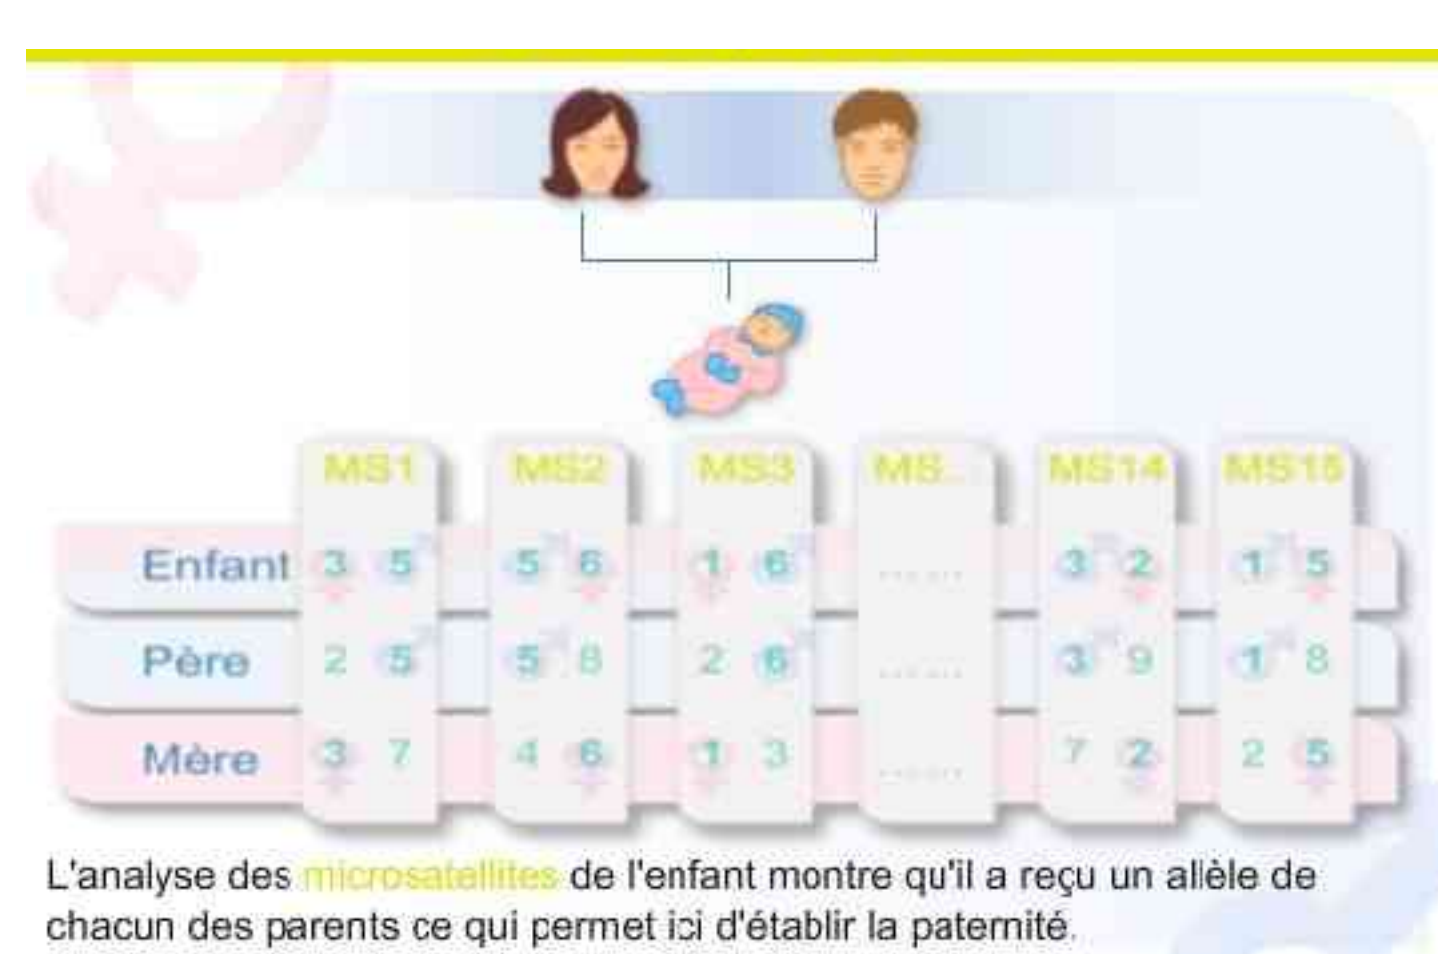 MS1 MS2 MS3 MS... MS14 MS15
Enfant 3 5 5 6 1 6 ...... 3 2 1 5
Père 2 5 5 8 2 6 ...... 3 9 1 8
Mère 3 7 4 6 1 3 ...... 7 2 2 5
L'analyse des microsatellites de l'enfant montre qu'il a reçu un allèle de
chacun des parents ce qui permet ici d'établir la paternité.